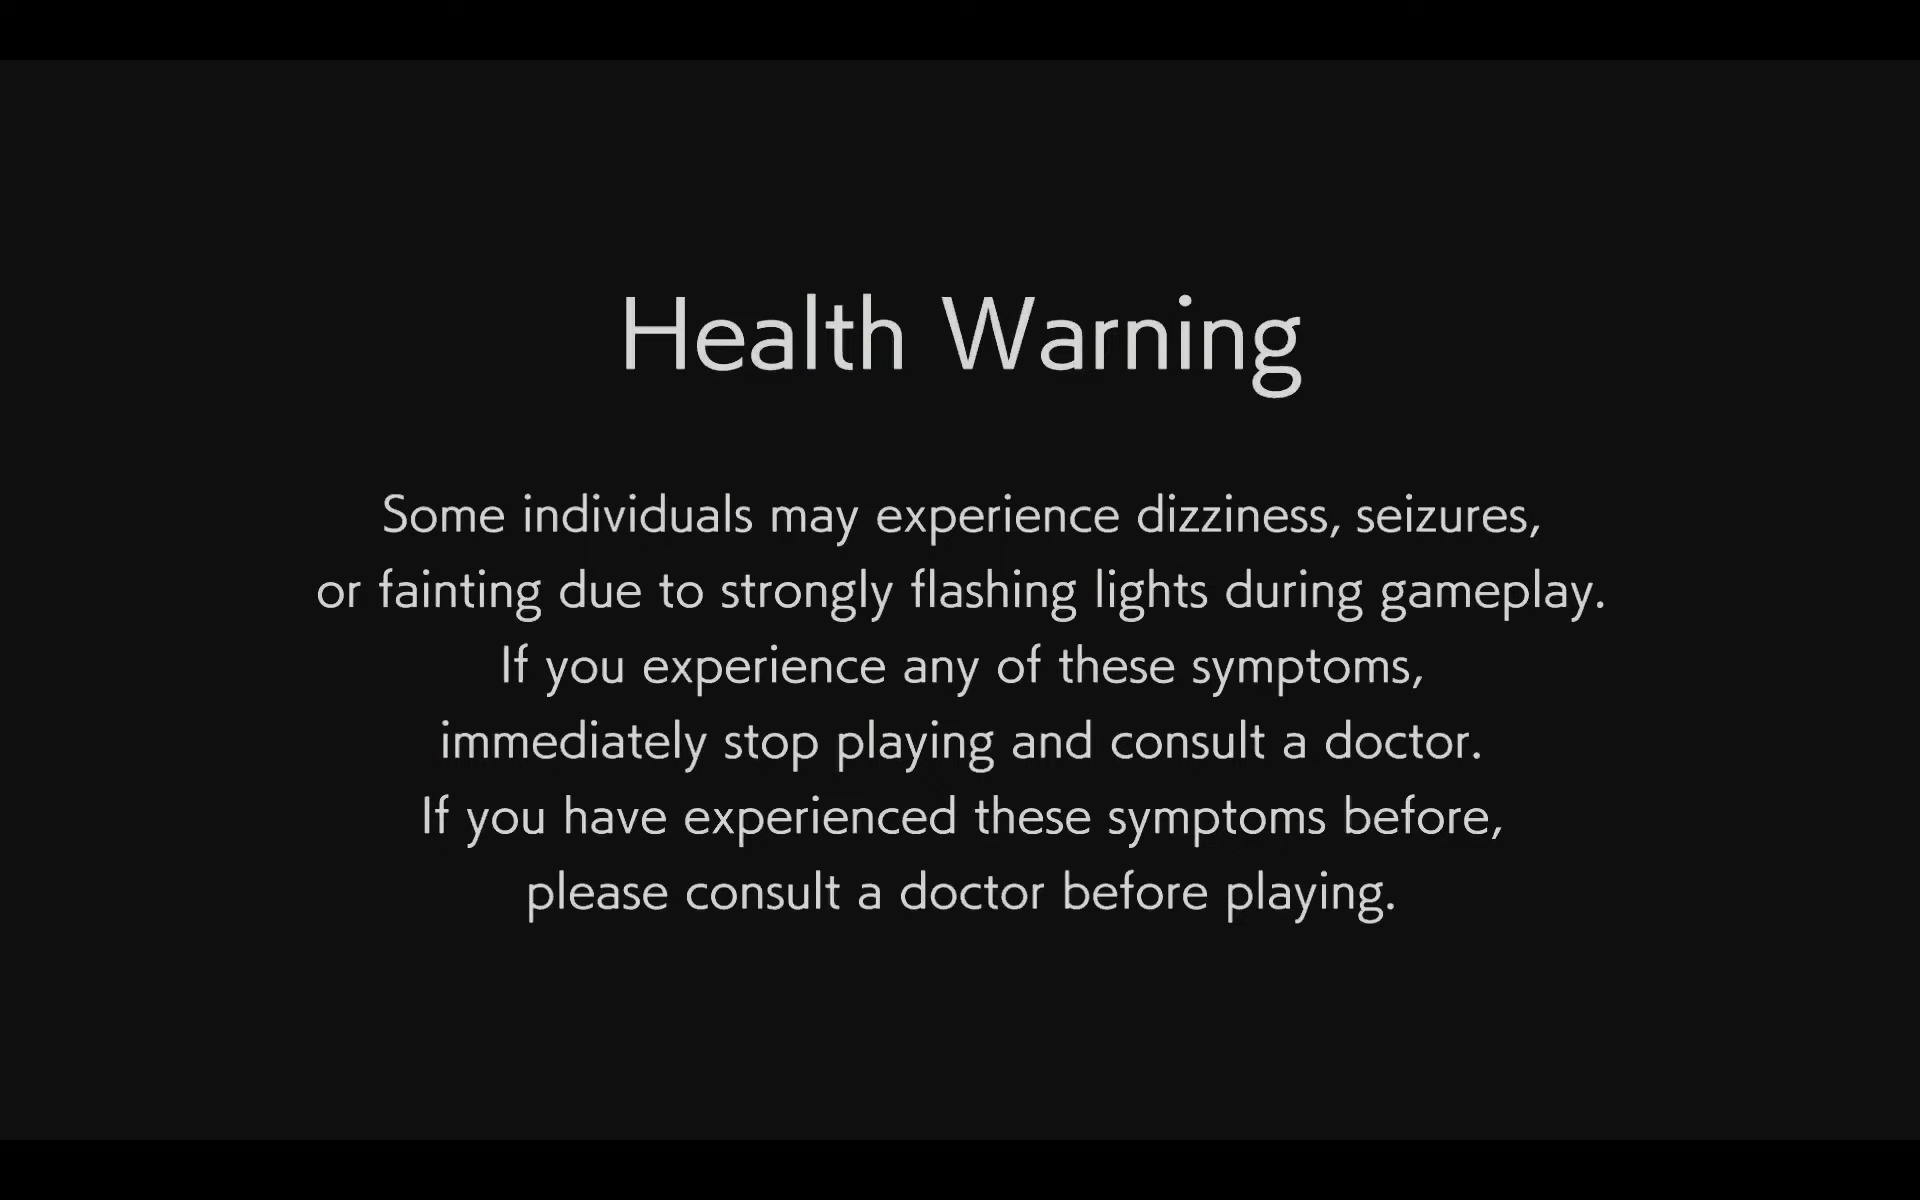 Health Warning
Some individuals may experience dizziness, seizures,
or fainting due to strongly flashing lights during gameplay.
If you experience any of these symptoms,
immediately stop playing and consult a doctor.
If you have experienced these symptoms before,
please consult a doctor before playing.